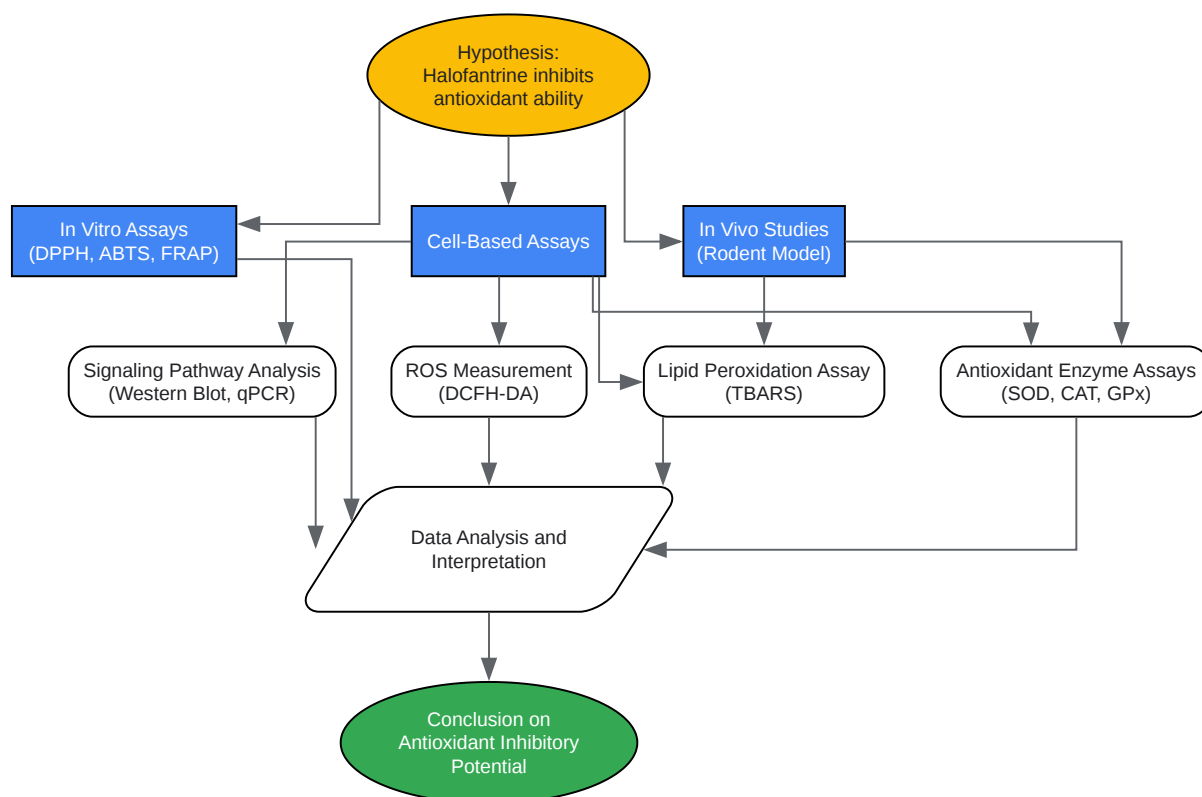 Hypothesis:
Halofantrine inhibits
antioxidant ability
In Vitro Assays
(DPPH, ABTS, FRAP)
Cell-Based Assays
In Vivo Studies
(Rodent Model)
Signaling Pathway Analysis
(Western Blot, qPCR)
ROS Measurement
(DCFH-DA)
Lipid Peroxidation Assay
(TBARS)
Antioxidant Enzyme Assays
(SOD, CAT, GPx)
Data Analysis and
Interpretation
Conclusion on
Antioxidant Inhibitory
Potential